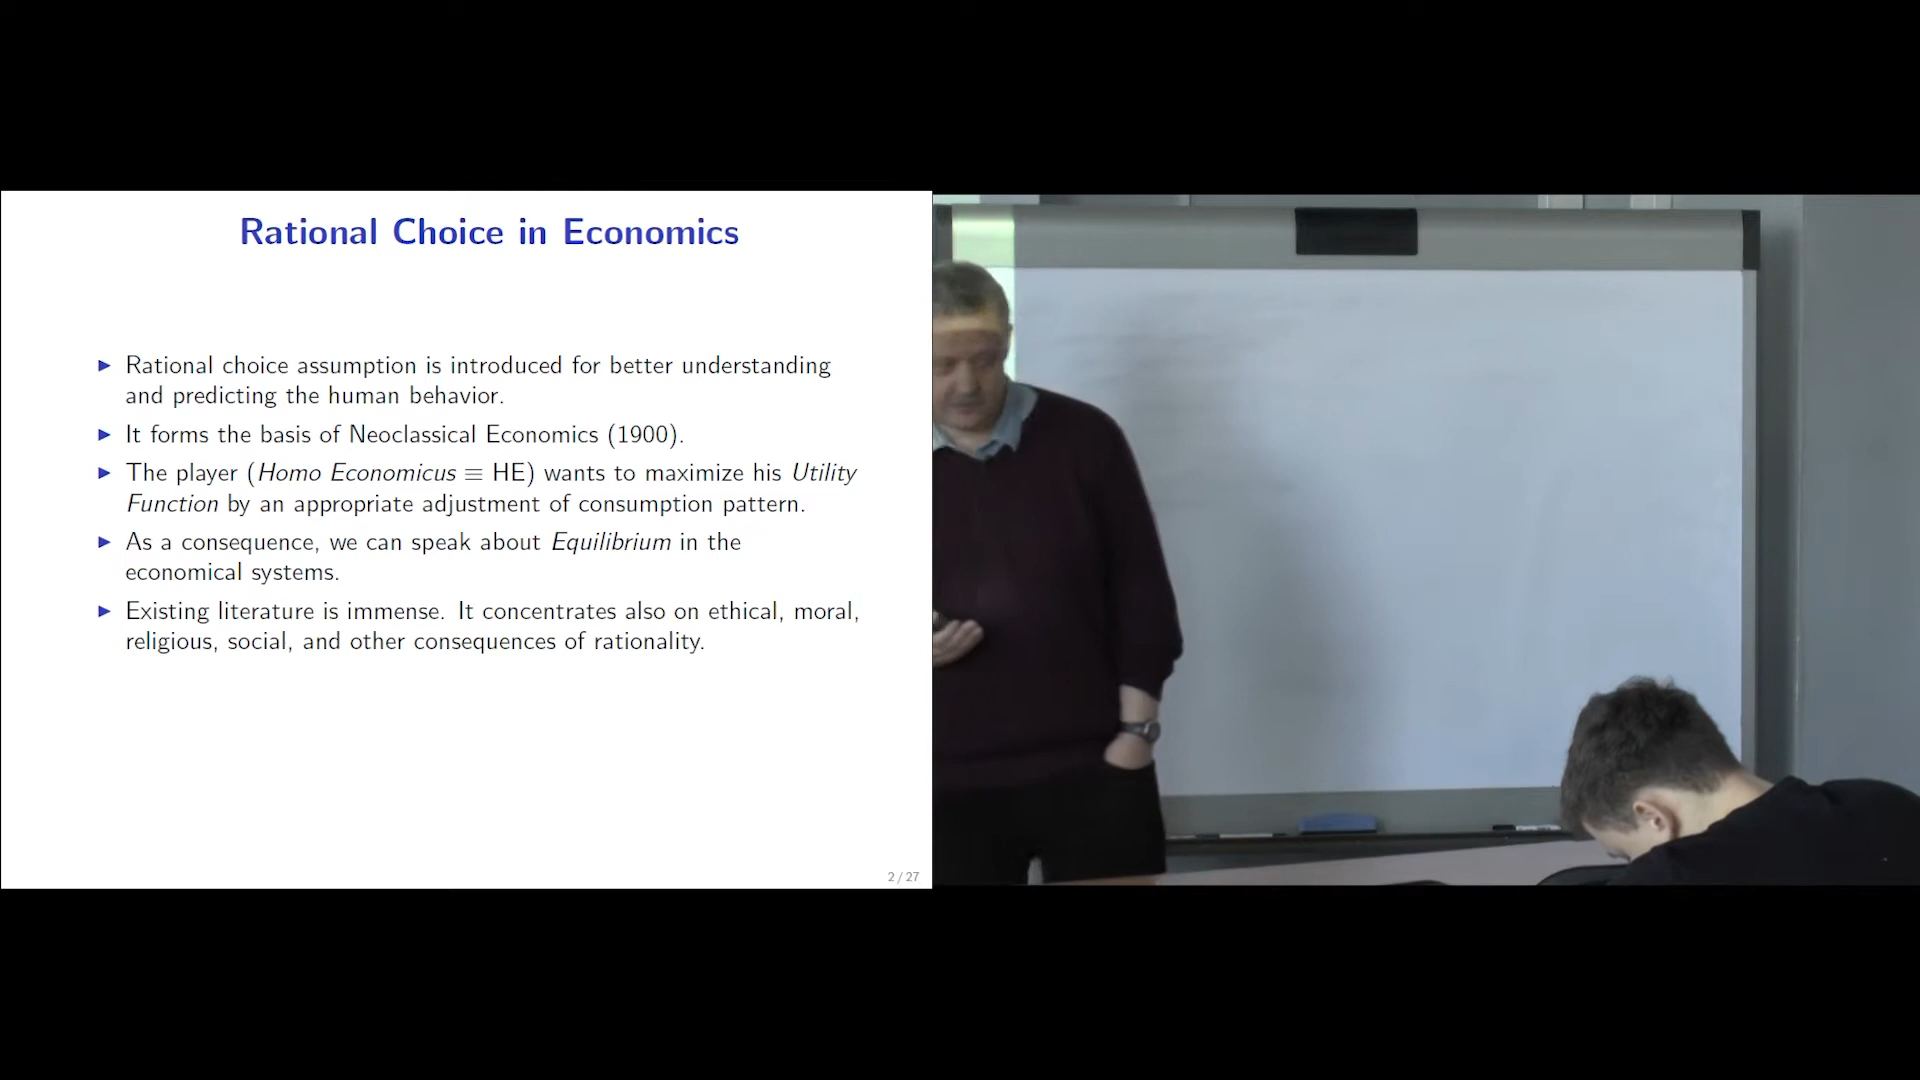 Rational Choice in Economics
▶ Rational choice assumption is introduced for better understanding
and predicting the human behavior.
▶ It forms the basis of Neoclassical Economics (1900).
▶ The player (Homo Economicus ≡ HE) wants to maximize his Utility
Function by an appropriate adjustment of consumption pattern.
▶ As a consequence, we can speak about Equilibrium in the
economical systems.
▶ Existing literature is immense. It concentrates also on ethical, moral,
religious, social, and other consequences of rationality.
2 / 27